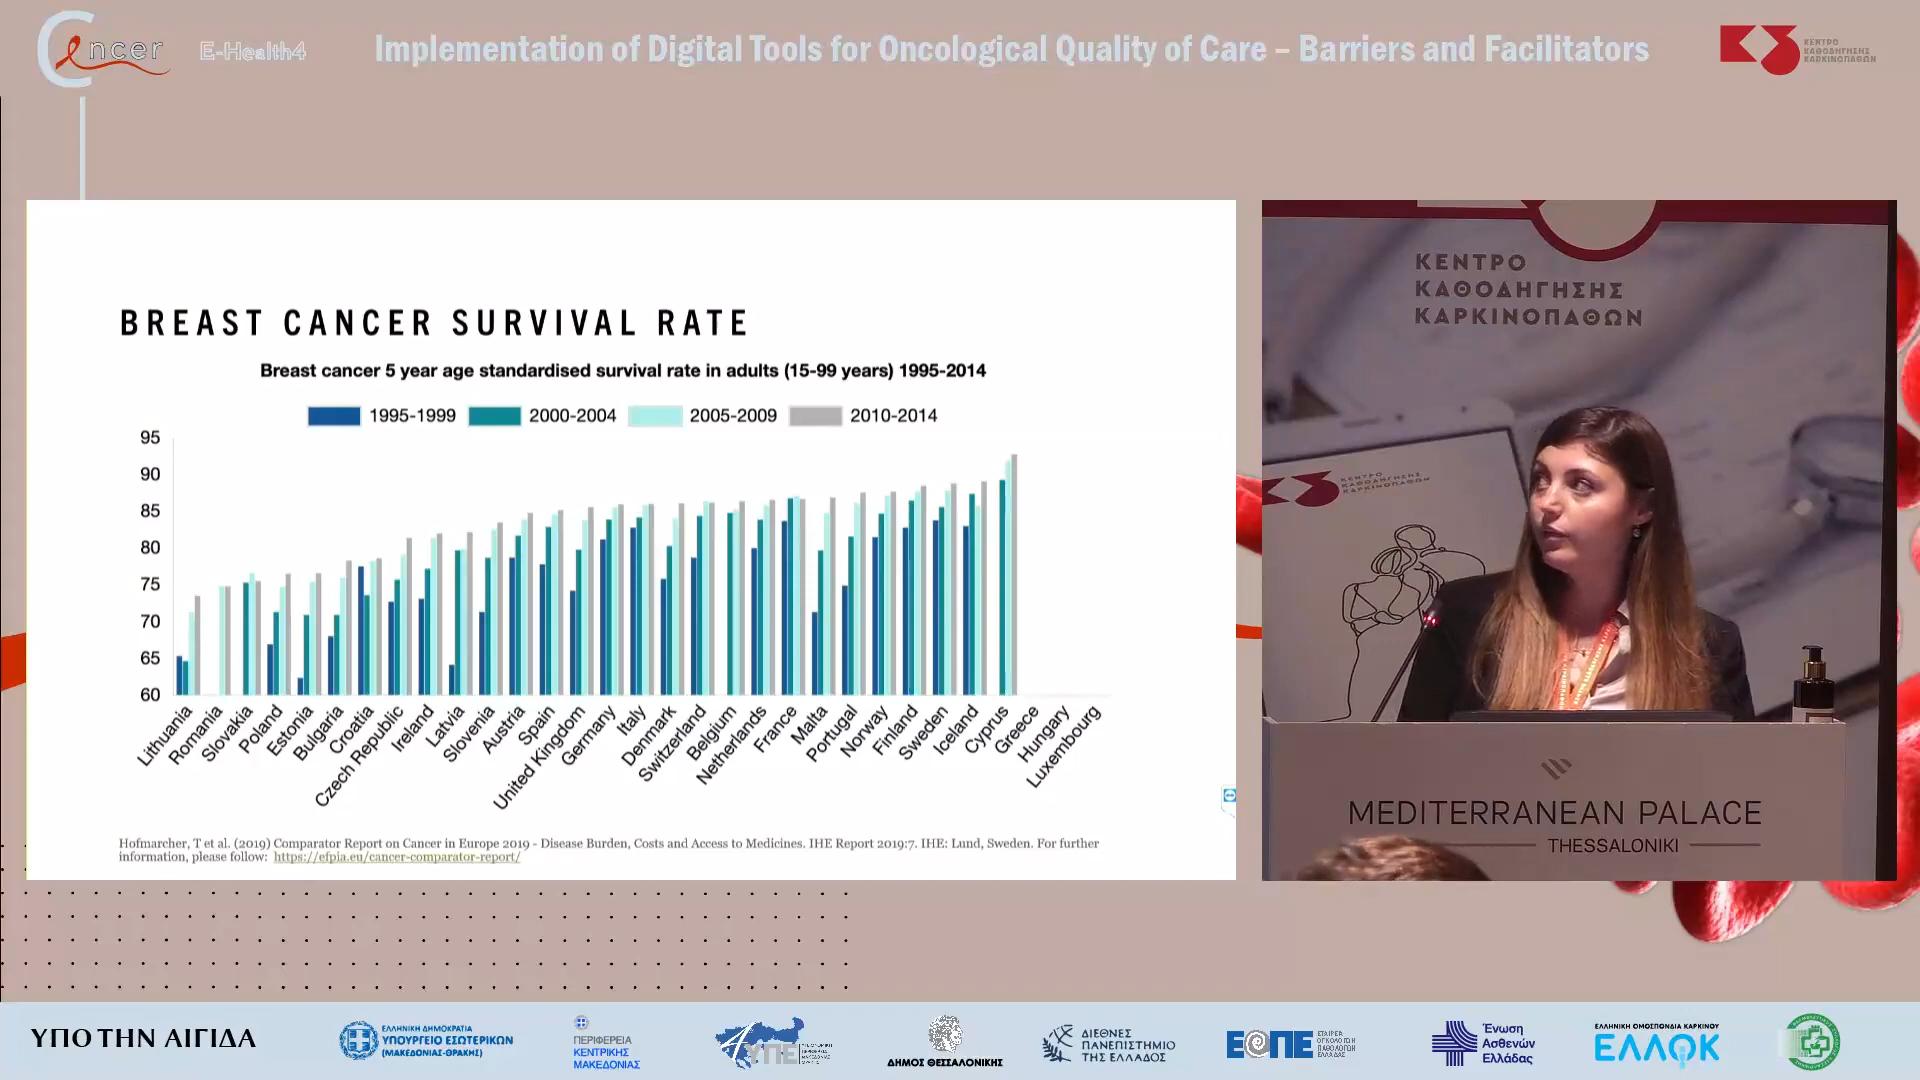 Cancer
E-Health4
Implementation of Digital Tools for Oncological Quality of Care – Barriers and Facilitators
ΚΕΝΤΡΟ
ΚΑΘΟΔΗΓΗΣΗΣ
ΚΑΡΚΙΝΟΠΑΘΩΝ
BREAST CANCER SURVIVAL RATE
Breast cancer 5 year age standardised survival rate in adults (15-99 years) 1995-2014
1995-1999 2000-2004 2005-2009 2010-2014
95
90
85
80
75
70
65
60
Lithuania
Romania
Slovakia
Poland
Estonia
Bulgaria
Croatia
Czech Republic
Ireland
Latvia
Slovenia
Austria
Spain
United Kingdom
Germany
Italy
Denmark
Switzerland
Belgium
Netherlands
France
Malta
Portugal
Norway
Finland
Sweden
Iceland
Cyprus
Greece
Hungary
Luxembourg
Hofmarcher, T et al. (2019) Comparator Report on Cancer in Europe 2019 - Disease Burden, Costs and Access to Medicines. IHE Report 2019:7. IHE: Lund, Sweden. For further
information, please follow: https://efpia.eu/cancer-comparator-report/
ΚΕΝΤΡΟ
ΚΑΘΟΔΗΓΗΣΗΣ
ΚΑΡΚΙΝΟΠΑΘΩΝ
ΚΕΝΤΡΟ
ΚΑΘΟΔΗΓΗΣΗΣ
ΚΑΡΚΙΝΟΠΑΘΩΝ
MEDITERRANEAN PALACE
THESSALONIKI
ΥΠΟ ΤΗΝ ΑΙΓΙΔΑ
ΕΛΛΗΝΙΚΗ ΔΗΜΟΚΡΑΤΙΑ
ΥΠΟΥΡΓΕΙΟ ΕΣΩΤΕΡΙΚΩΝ
(ΜΑΚΕΔΟΝΙΑΣ-ΘΡΑΚΗΣ)
ΠΕΡΙΦΕΡΕΙΑ
ΚΕΝΤΡΙΚΗΣ
ΜΑΚΕΔΟΝΙΑΣ
4ΥΠΕ
ΔΗΜΟΣ ΘΕΣΣΑΛΟΝΙΚΗΣ
ΔΙΕΘΝΕΣ
ΠΑΝΕΠΙΣΤΗΜΙΟ
ΤΗΣ ΕΛΛΑΔΟΣ
ΕΟΠΕ
ΕΤΑΙΡΕΙΑ
ΟΓΚΟΛΟΓΩΝ
ΠΑΘΟΛΟΓΩΝ
ΕΛΛΑΔΑΣ
Ένωση
Ασθενών
Ελλάδας
ΕΛΛΗΝΙΚΗ ΟΜΟΣΠΟΝΔΙΑ ΚΑΡΚΙΝΟΥ
ΕΛΛΟΚ